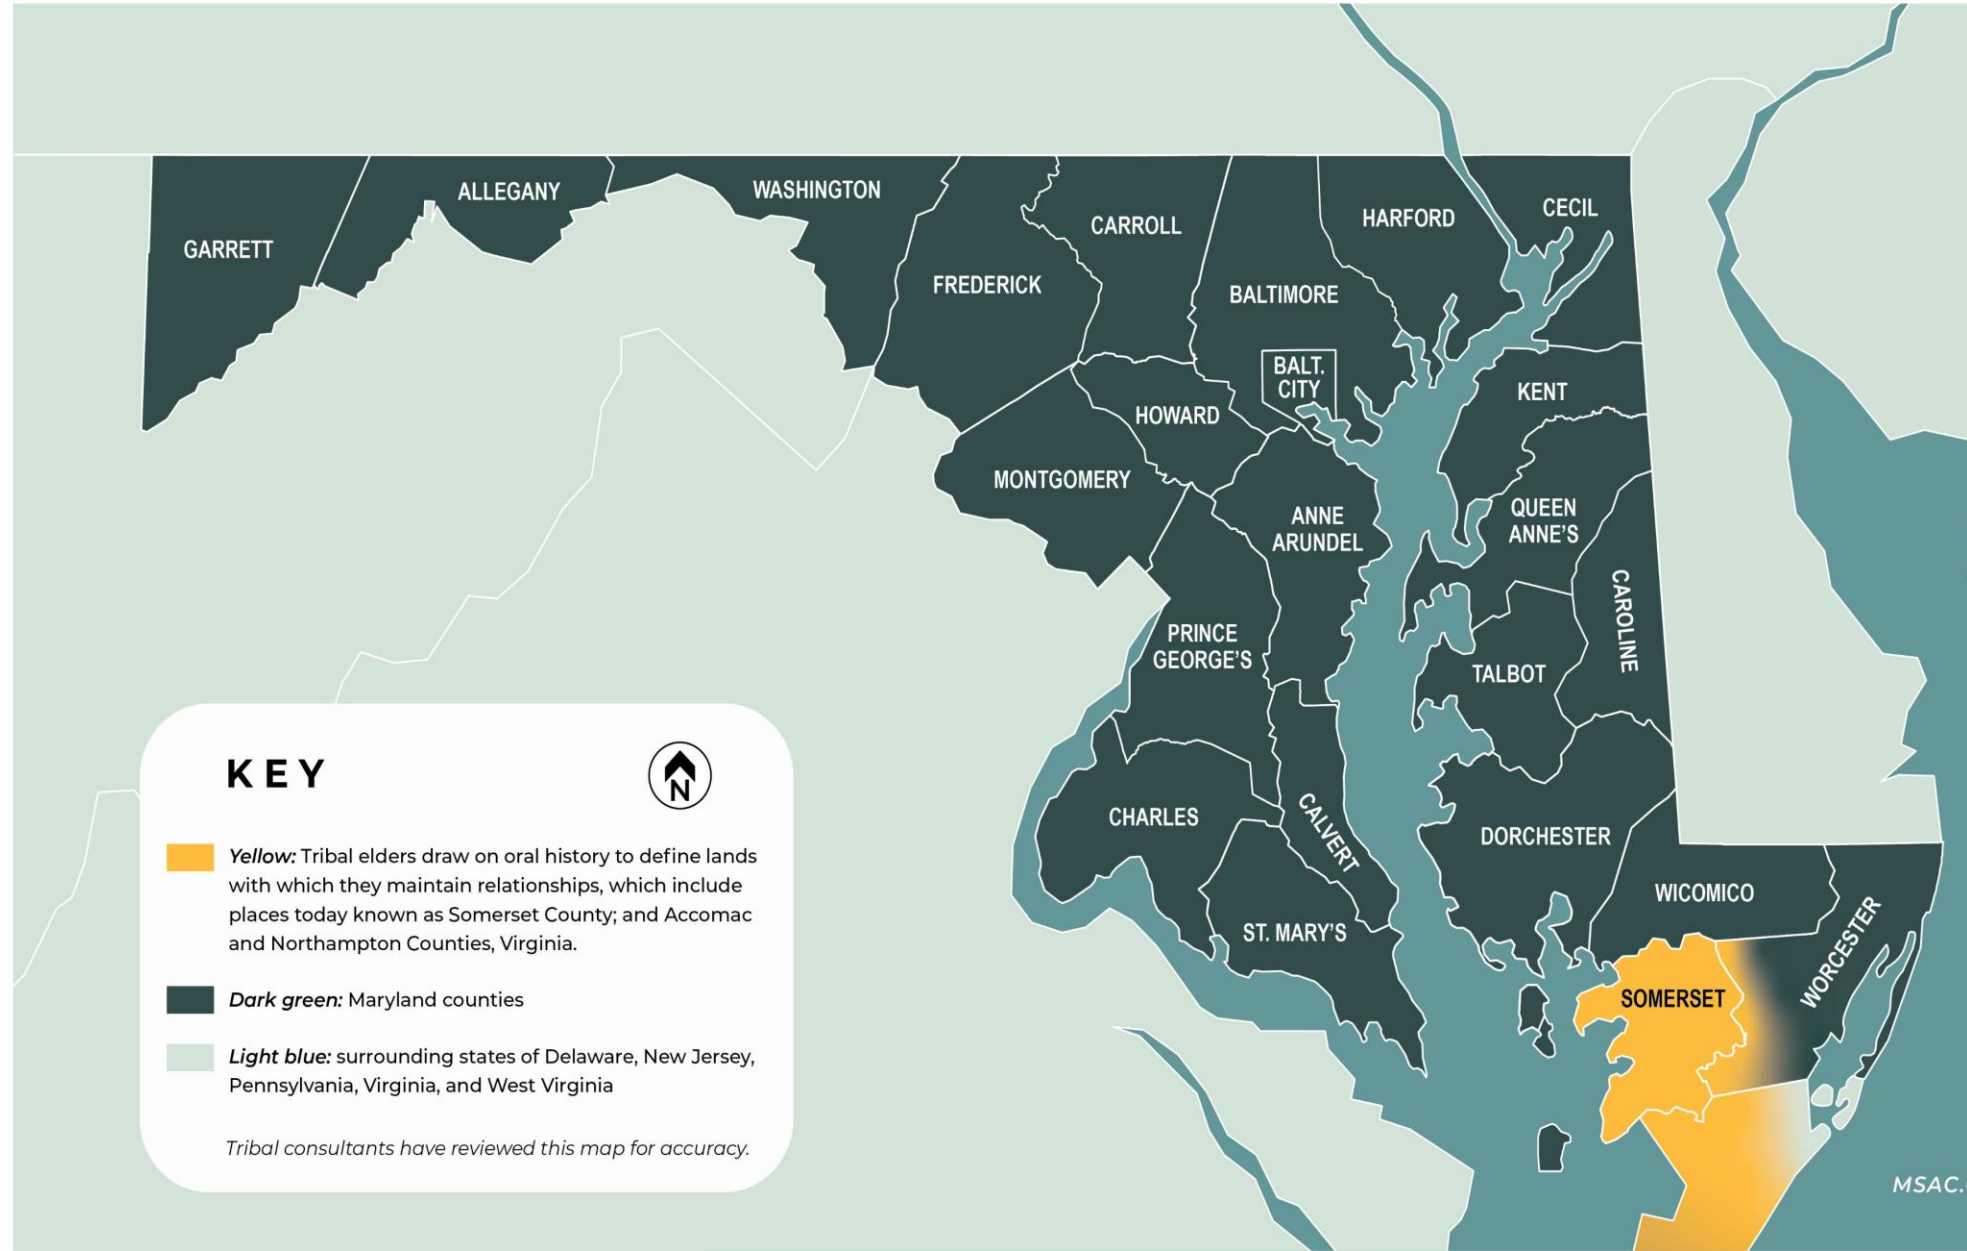 GARRETT
ALLEGANY
WASHINGTON
FREDERICK
CARROLL
BALTIMORE
HARFORD
CECIL
BALT.
CITY
KENT
HOWARD
MONTGOMERY
ANNE
ARUNDEL
QUEEN
ANNE'S
CAROLINE
PRINCE
GEORGE'S
TALBOT
CHARLES
CALVERT
DORCHESTER
ST. MARY'S
WICOMICO
WORCESTER
SOMERSET
KEY
N
Yellow: Tribal elders draw on oral history to define lands
with which they maintain relationships, which include
places today known as Somerset County; and Accomac
and Northampton Counties, Virginia.
Dark green: Maryland counties
Light blue: surrounding states of Delaware, New Jersey,
Pennsylvania, Virginia, and West Virginia
Tribal consultants have reviewed this map for accuracy.
MSAC.